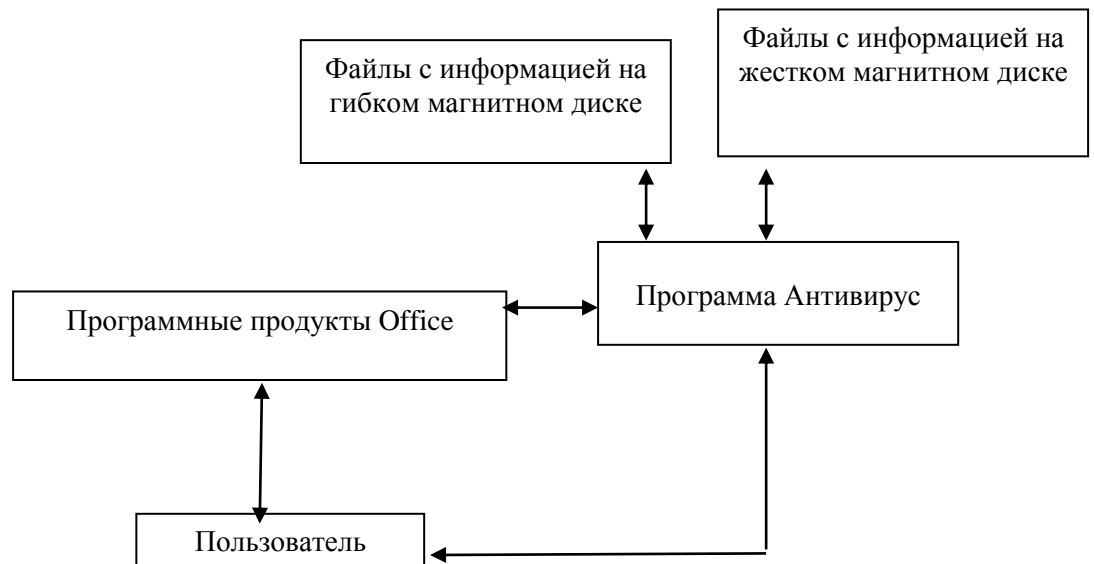 Файлы с информацией на
гибком магнитном диске
Файлы с информацией на
жестком магнитном диске
Программа Антивирус
Программные продукты Office
Пользователь